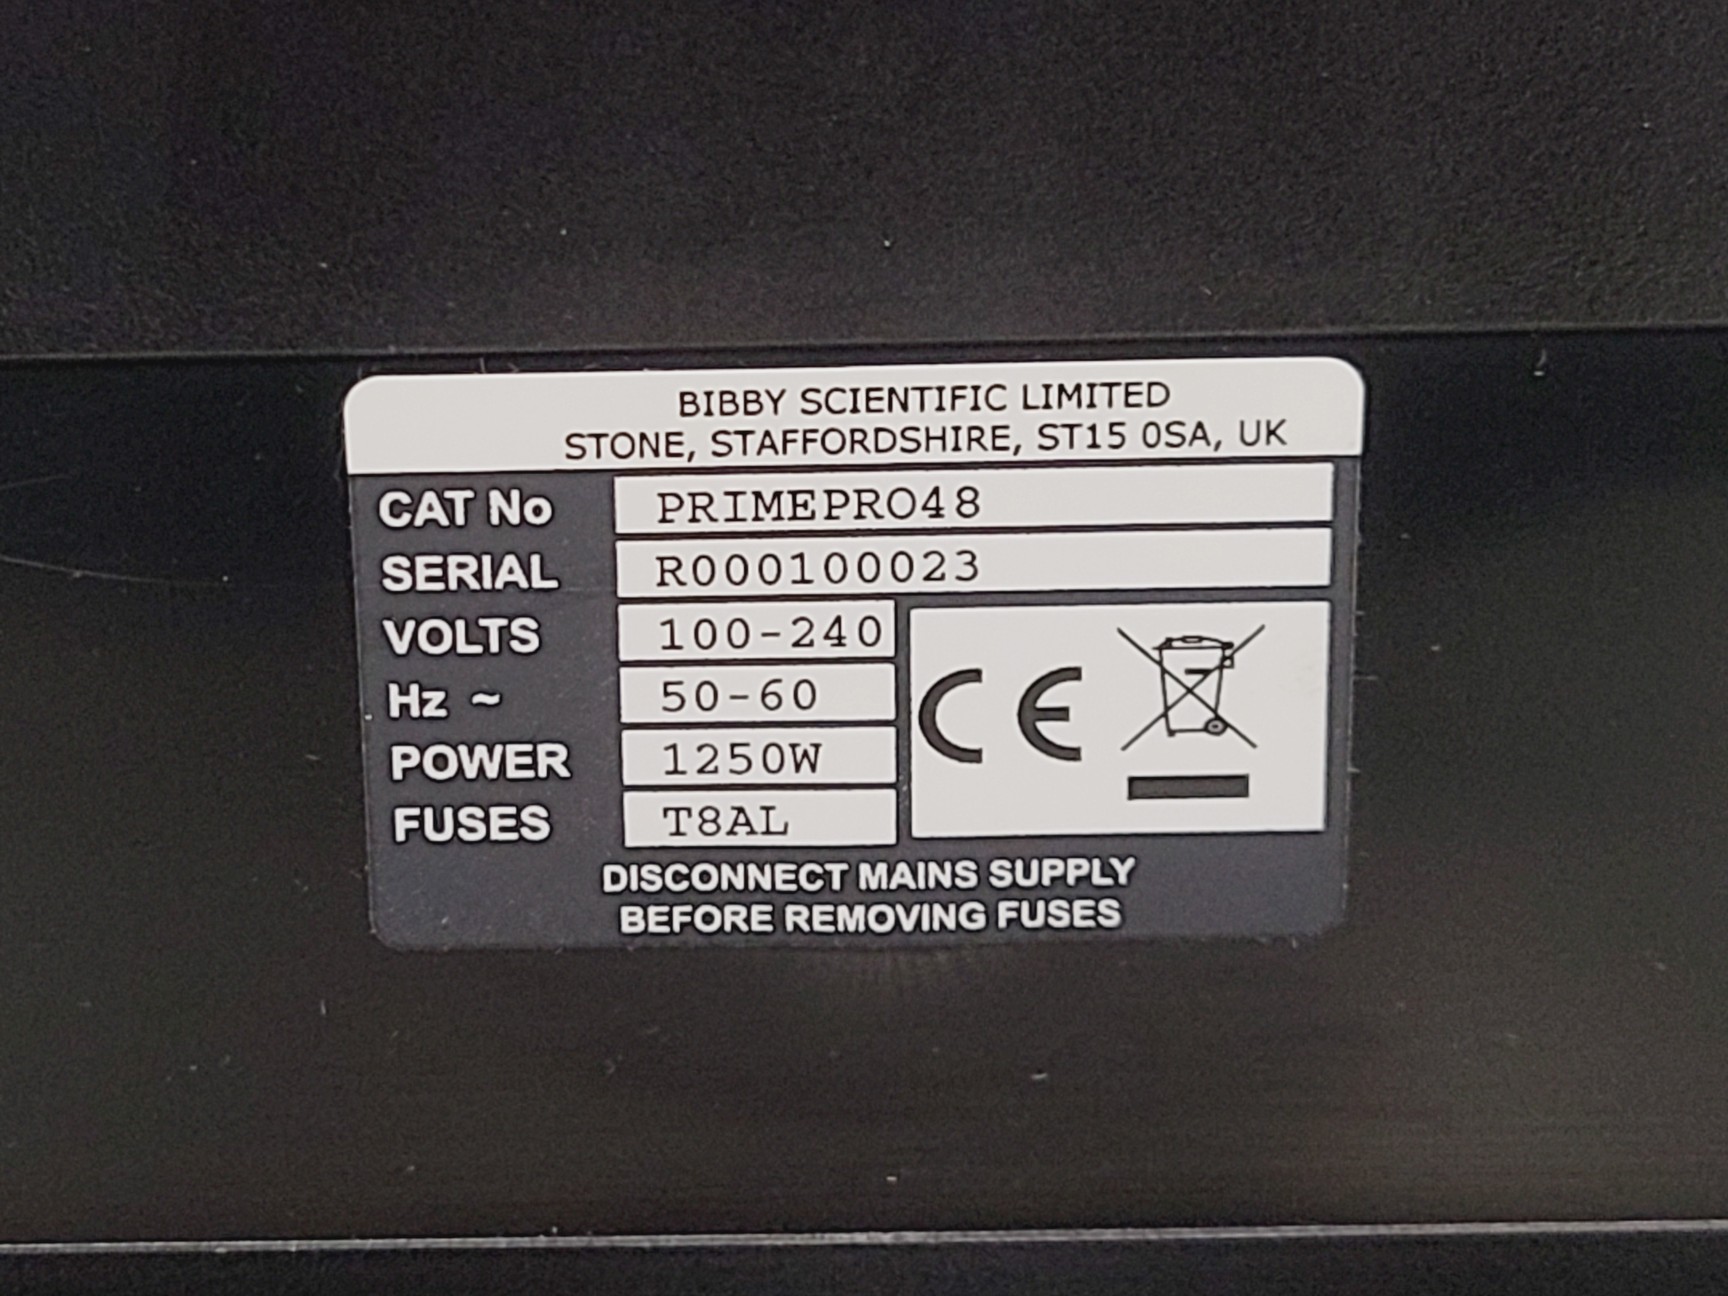 BIBBY SCIENTIFIC LIMITED
STONE, STAFFORDSHIRE, ST15 0SA, UK
CAT No PRIMEPRO48
SERIAL R000100023
VOLTS 100-240
Hz ~ 50-60
POWER 1250W
FUSES T8AL
CE
DISCONNECT MAINS SUPPLY
BEFORE REMOVING FUSES